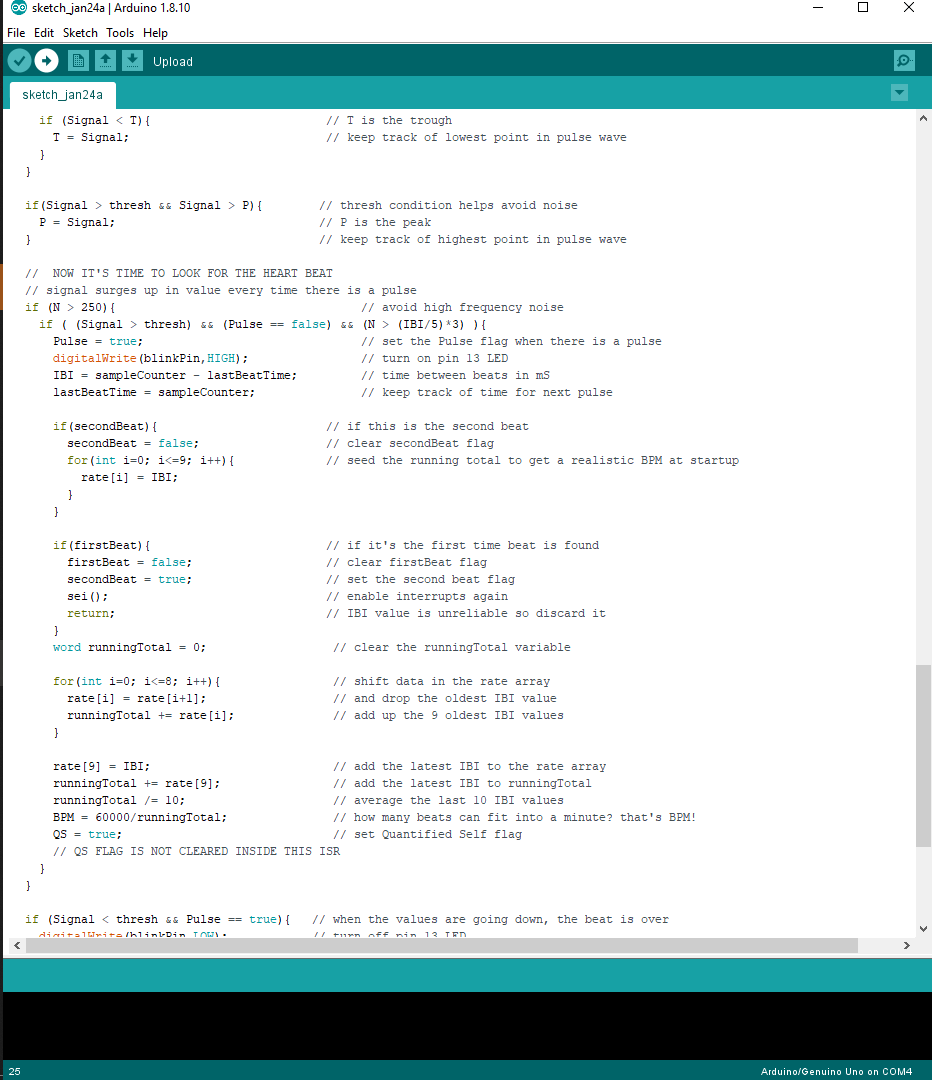 sketch_jan24a | Arduino 1.8.10
File Edit Sketch Tools Help
Upload
sketch_jan24a
if (Signal < T){ // T is the trough
T = Signal; // keep track of lowest point in pulse wave
}
}
if(Signal > thresh && Signal > P){ // thresh condition helps avoid noise
P = Signal; // P is the peak
} // keep track of highest point in pulse wave
// NOW IT'S TIME TO LOOK FOR THE HEART BEAT
// signal surges up in value every time there is a pulse
if (N > 250){ // avoid high frequency noise
if ( (Signal > thresh) && (Pulse == false) && (N > (IBI/5)*3) ){
Pulse = true; // set the Pulse flag when there is a pulse
digitalWrite(blinkPin,HIGH); // turn on pin 13 LED
IBI = sampleCounter - lastBeatTime; // time between beats in mS
lastBeatTime = sampleCounter; // keep track of time for next pulse
if(secondBeat){ // if this is the second beat
secondBeat = false; // clear secondBeat flag
for(int i=0; i<=9; i++){ // seed the running total to get a realistic BPM at startup
rate[i] = IBI;
}
}
if(firstBeat){ // if it's the first time beat is found
firstBeat = false; // clear firstBeat flag
secondBeat = true; // set the second beat flag
sei(); // enable interrupts again
return; // IBI value is unreliable so discard it
}
word runningTotal = 0; // clear the runningTotal variable
for(int i=0; i<=8; i++){ // shift data in the rate array
rate[i] = rate[i+1]; // and drop the oldest IBI value
runningTotal += rate[i]; // add up the 9 oldest IBI values
}
rate[9] = IBI; // add the latest IBI to the rate array
runningTotal += rate[9]; // add the latest IBI to runningTotal
runningTotal /= 10; // average the last 10 IBI values
BPM = 60000/runningTotal; // how many beats can fit into a minute? that's BPM!
QS = true; // set Quantified Self flag
// QS FLAG IS NOT CLEARED INSIDE THIS ISR
}
}
if (Signal < thresh && Pulse == true){ // when the values are going down, the beat is over
digitalWrite(blinkPin,LOW); // turn off pin 13 LED
25 Arduino/Genuino Uno on COM4